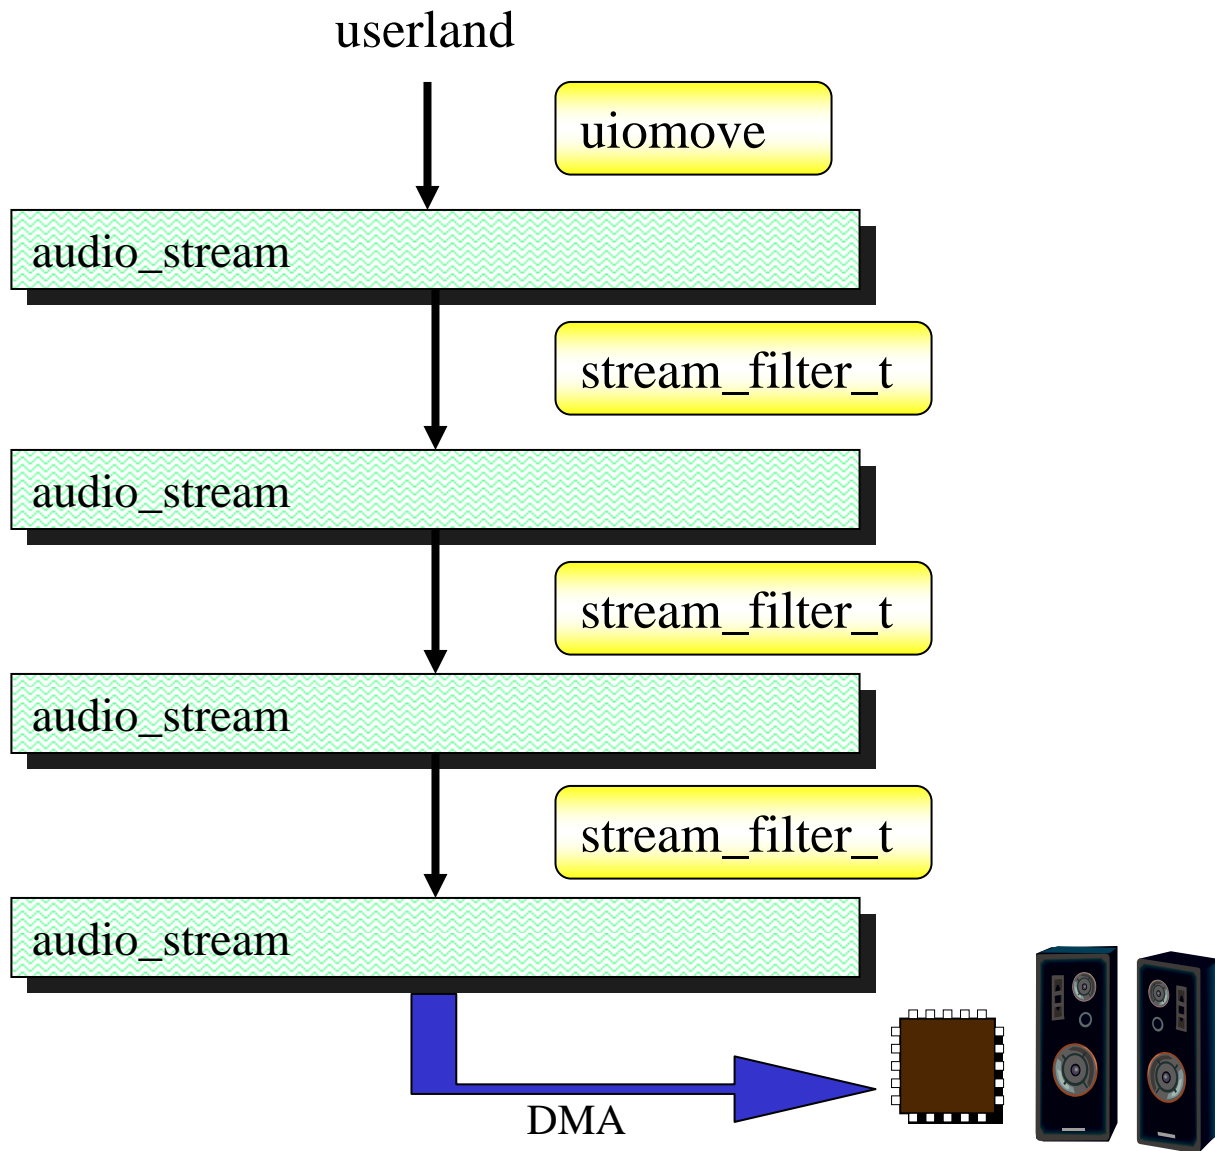 userland
uiomove
audio_stream
stream_filter_t
audio_stream
stream_filter_t
audio_stream
stream_filter_t
audio_stream
DMA